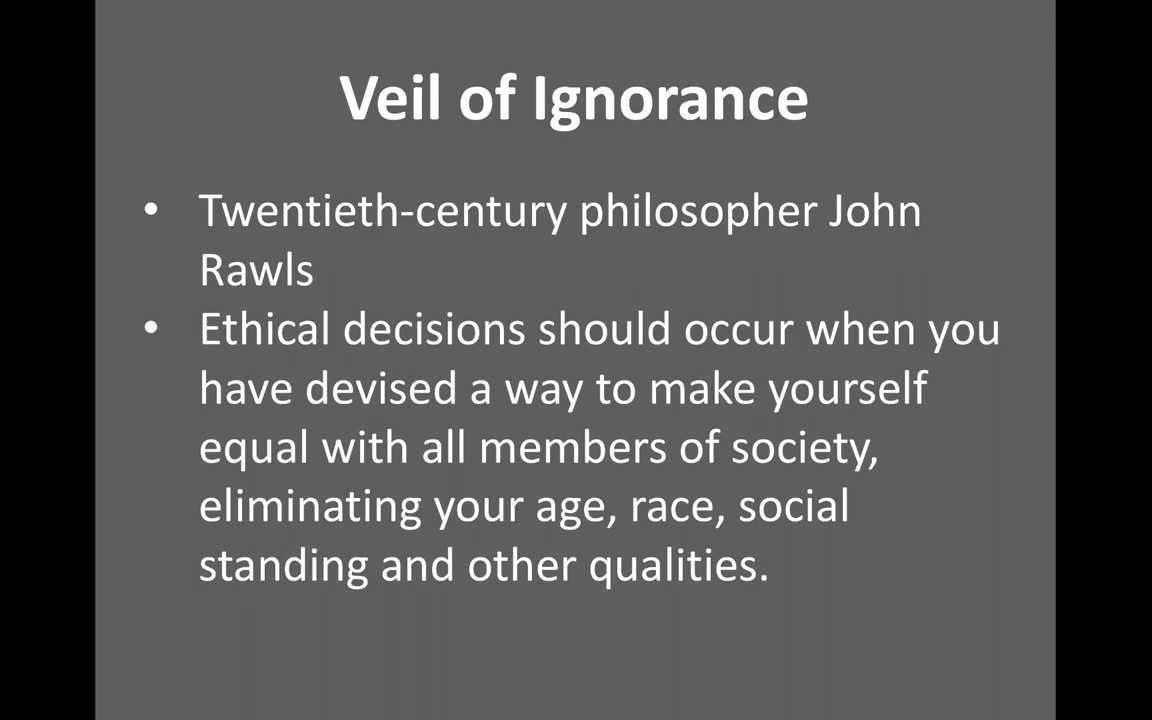 Veil of Ignorance
• Twentieth-century philosopher John
Rawls
• Ethical decisions should occur when you
have devised a way to make yourself
equal with all members of society,
eliminating your age, race, social
standing and other qualities.